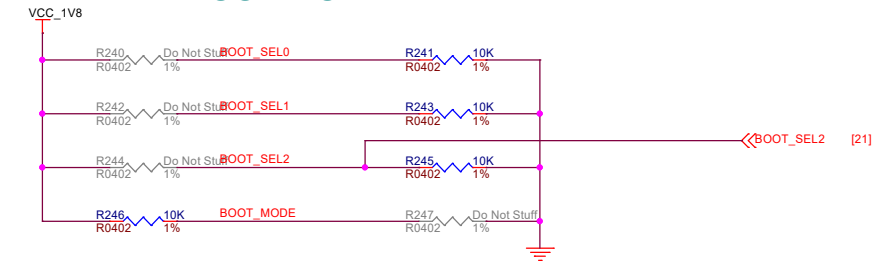 VCC_1V8
R240 Do Not Stuff BOOT_SEL0 R241 10K
R0402 1% R0402 1%
R242 Do Not Stuff BOOT_SEL1 R243 10K
R0402 1% R0402 1%
BOOT_SEL2 [21]
R244 Do Not Stuff BOOT_SEL2 R245 10K
R0402 1% R0402 1%
R246 10K BOOT_MODE R247 Do Not Stuff
R0402 1% R0402 1%